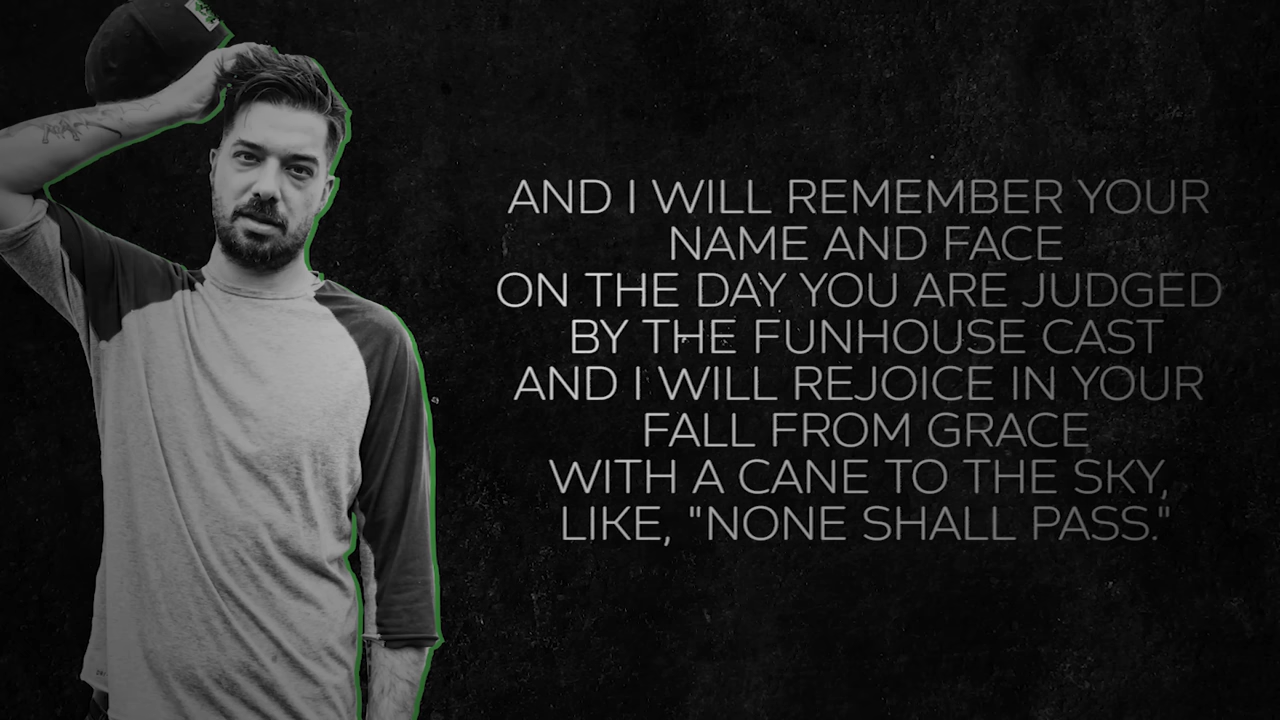 AND I WILL REMEMBER YOUR
NAME AND FACE
ON THE DAY YOU ARE JUDGED
BY THE FUNHOUSE CAST
AND I WILL REJOICE IN YOUR
FALL FROM GRACE
WITH A CANE TO THE SKY,
LIKE, "NONE SHALL PASS."